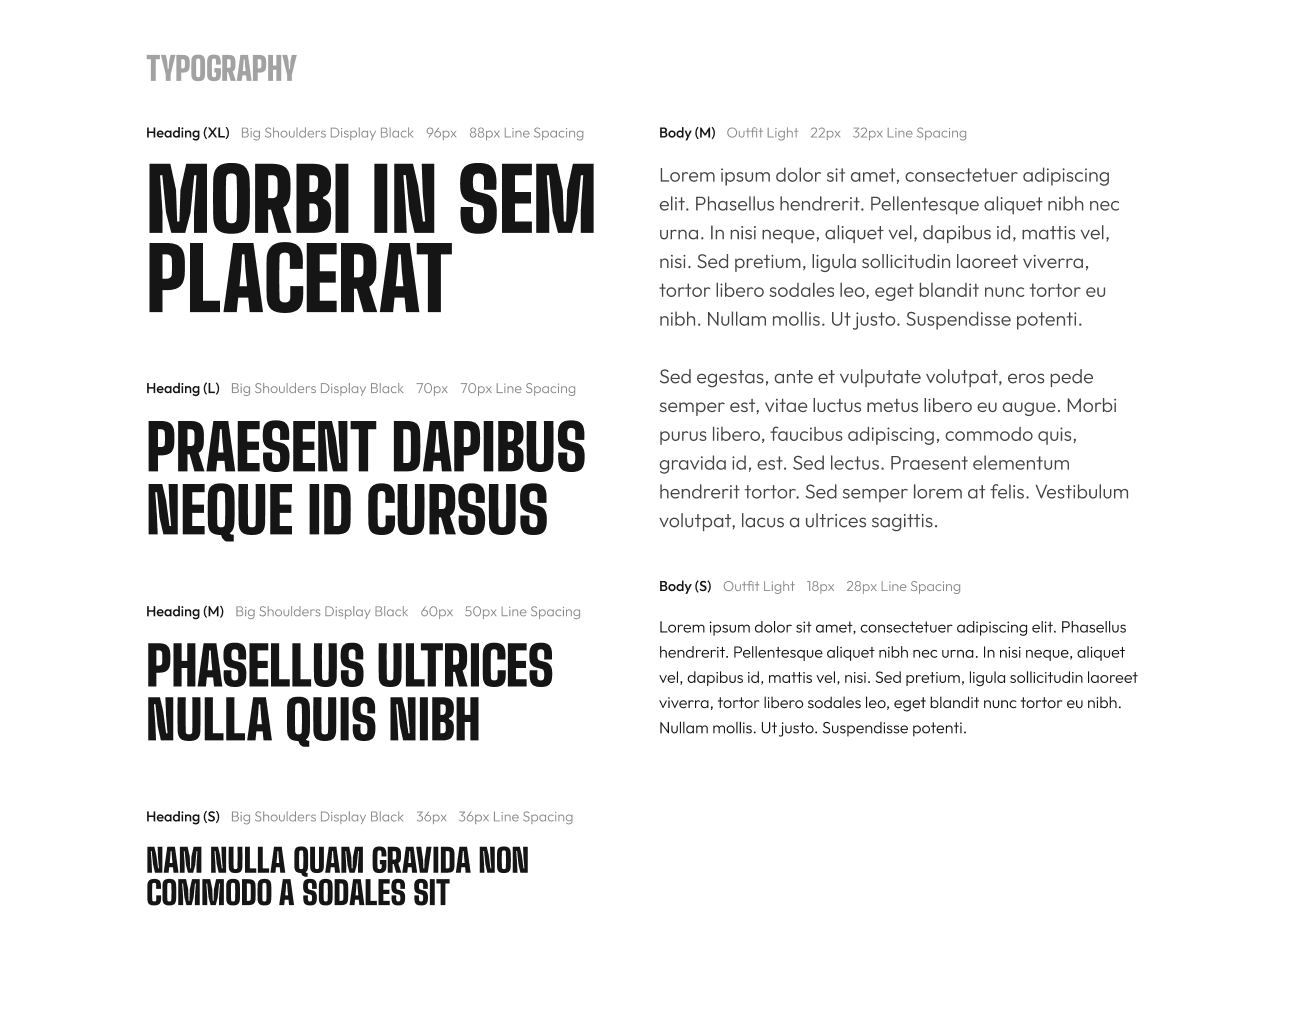 TYPOGRAPHY
Heading (XL) Big Shoulders Display Black 96px 88px Line Spacing
MORBI IN SEM
PLACERAT
Heading (L) Big Shoulders Display Black 70px 70px Line Spacing
PRAESENT DAPIBUS
NEQUE ID CURSUS
Heading (M) Big Shoulders Display Black 60px 50px Line Spacing
PHASELLUS ULTRICES
NULLA QUIS NIBH
Heading (S) Big Shoulders Display Black 36px 36px Line Spacing
NAM NULLA QUAM GRAVIDA NON
COMMODO A SODALES SIT
Body (M) Outfit Light 22px 32px Line Spacing
Lorem ipsum dolor sit amet, consectetuer adipiscing
elit. Phasellus hendrerit. Pellentesque aliquet nibh nec
urna. In nisi neque, aliquet vel, dapibus id, mattis vel,
nisi. Sed pretium, ligula sollicitudin laoreet viverra,
tortor libero sodales leo, eget blandit nunc tortor eu
nibh. Nullam mollis. Ut justo. Suspendisse potenti.
Sed egestas, ante et vulputate volutpat, eros pede
semper est, vitae luctus metus libero eu augue. Morbi
purus libero, faucibus adipiscing, commodo quis,
gravida id, est. Sed lectus. Praesent elementum
hendrerit tortor. Sed semper lorem at felis. Vestibulum
volutpat, lacus a ultrices sagittis.
Body (S) Outfit Light 18px 28px Line Spacing
Lorem ipsum dolor sit amet, consectetuer adipiscing elit. Phasellus
hendrerit. Pellentesque aliquet nibh nec urna. In nisi neque, aliquet
vel, dapibus id, mattis vel, nisi. Sed pretium, ligula sollicitudin laoreet
viverra, tortor libero sodales leo, eget blandit nunc tortor eu nibh.
Nullam mollis. Ut justo. Suspendisse potenti.